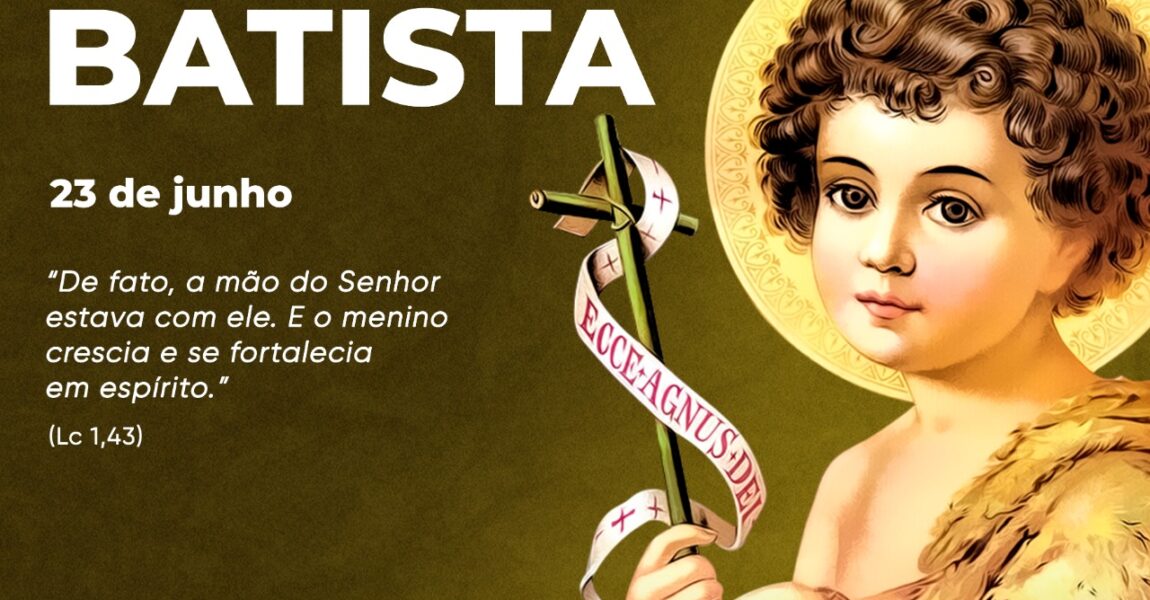 BATISTA
23 de junho
“De fato, a mão do Senhor
estava com ele. E o menino
crescia e se fortalecia
em espírito.”
(Lc 1,43)
ECCE+AGNUS+DEI